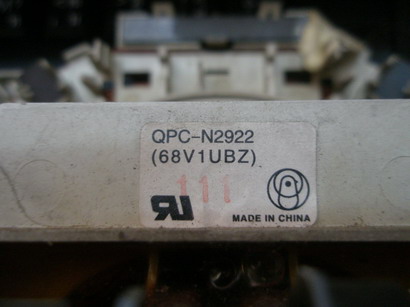 QPC-N2922
(68V1UBZ)
111
MADE IN CHINA